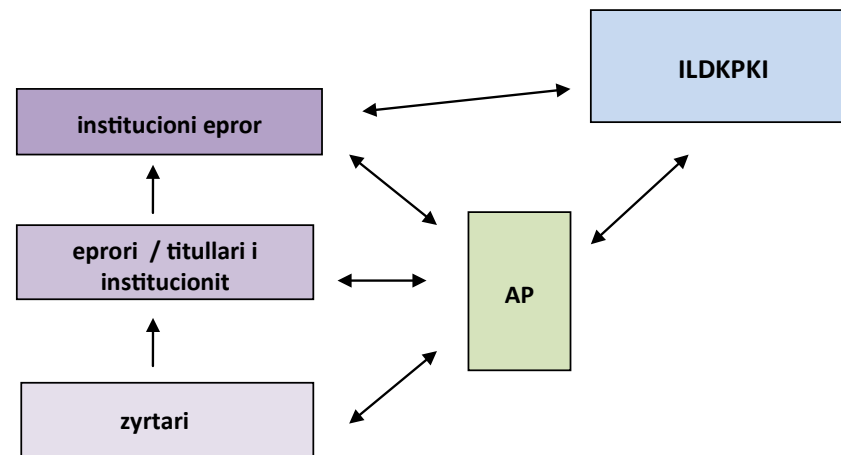 ILDKPKI
institucioni epror
eprori / titullari i
institucionit
AP
zyrtari